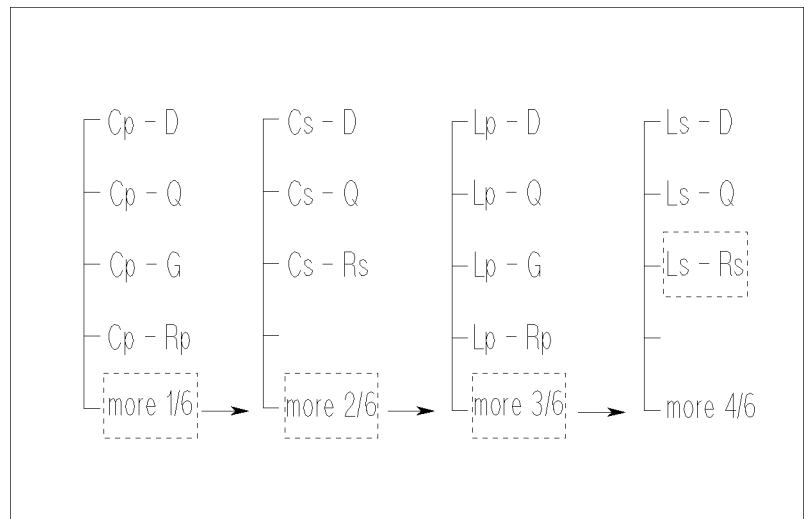 Cp - D
Cp - Q
Cp - G
Cp - Rp
more 1/6
Cs - D
Cs - Q
Cs - Rs
more 2/6
Lp - D
Lp - Q
Lp - G
Lp - Rp
more 3/6
Ls - D
Ls - Q
Ls - Rs
more 4/6